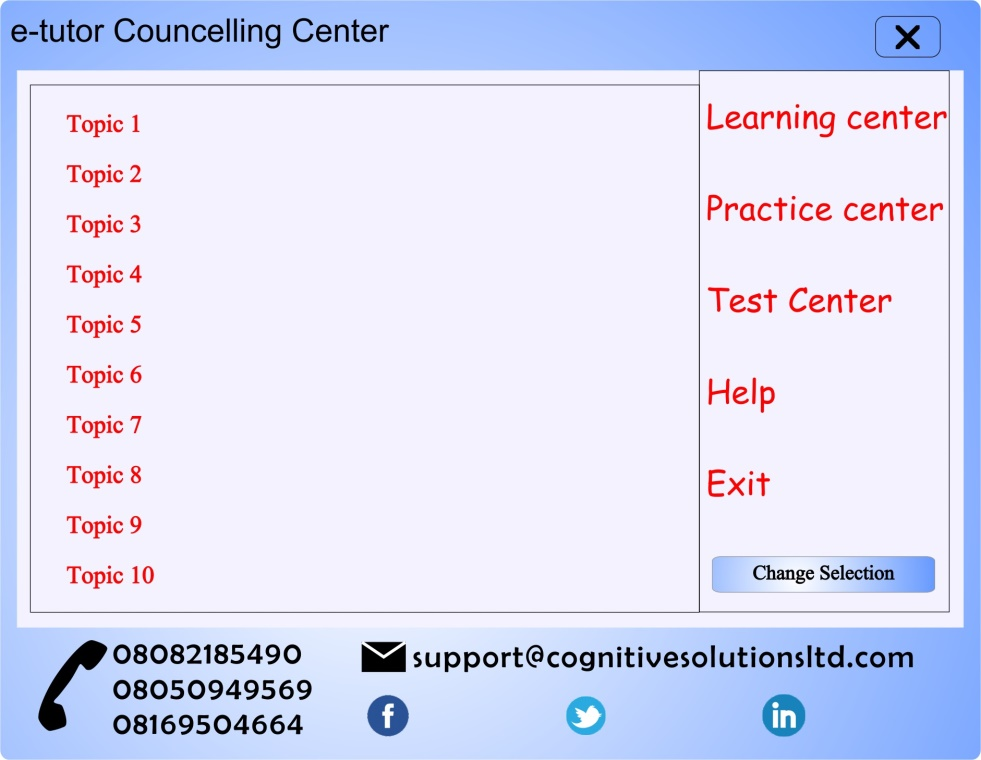 e-tutor Councelling Center
X
Topic 1
Topic 2
Topic 3
Topic 4
Topic 5
Topic 6
Topic 7
Topic 8
Topic 9
Topic 10
Learning center
Practice center
Test Center
Help
Exit
Change Selection
08082185490
08050949569
08169504664
support@cognitivesolutionsltd.com
f
in